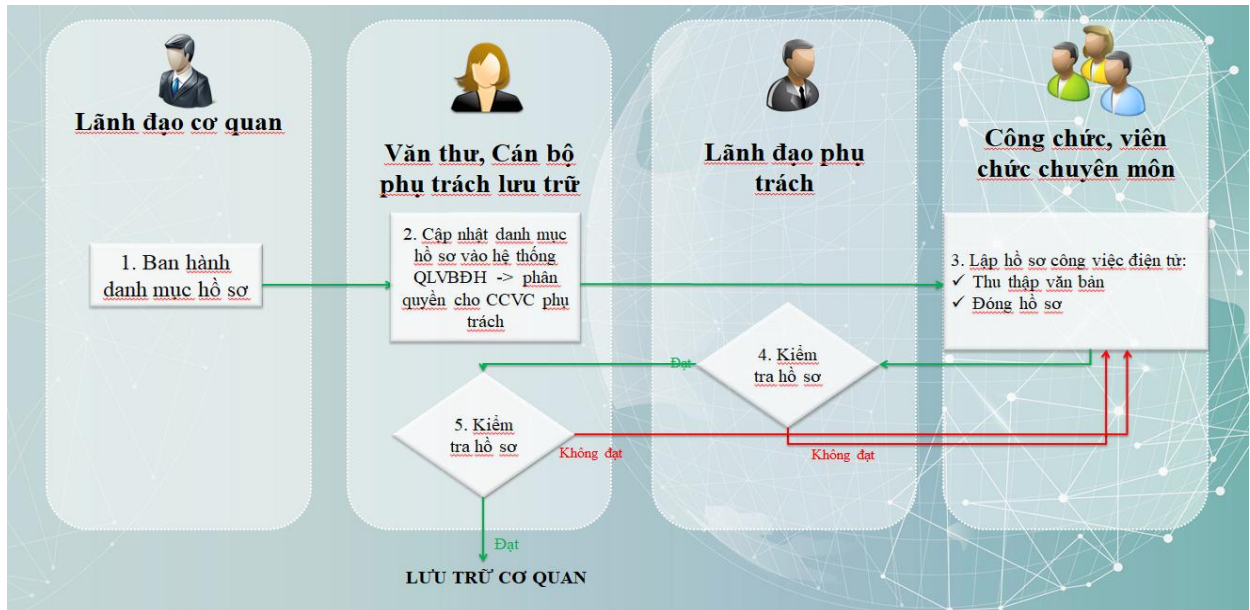 Lãnh đạo cơ quan
Văn thư, Cán bộ
phụ trách lưu trữ
Lãnh đạo phụ
trách
Công chức, viên
chức chuyên môn
1. Ban hành
danh mục hồ sơ
2. Cập nhật danh mục
hồ sơ vào hệ thống
QLVBĐH -> phân
quyền cho CCVC phụ
trách
3. Lập hồ sơ công việc điện tử:
✓ Thu thập văn bản
✓ Đóng hồ sơ
4. Kiểm
tra hồ sơ
Đạt
5. Kiểm
tra hồ sơ
Không đạt
Không đạt
Đạt
LƯU TRỮ CƠ QUAN